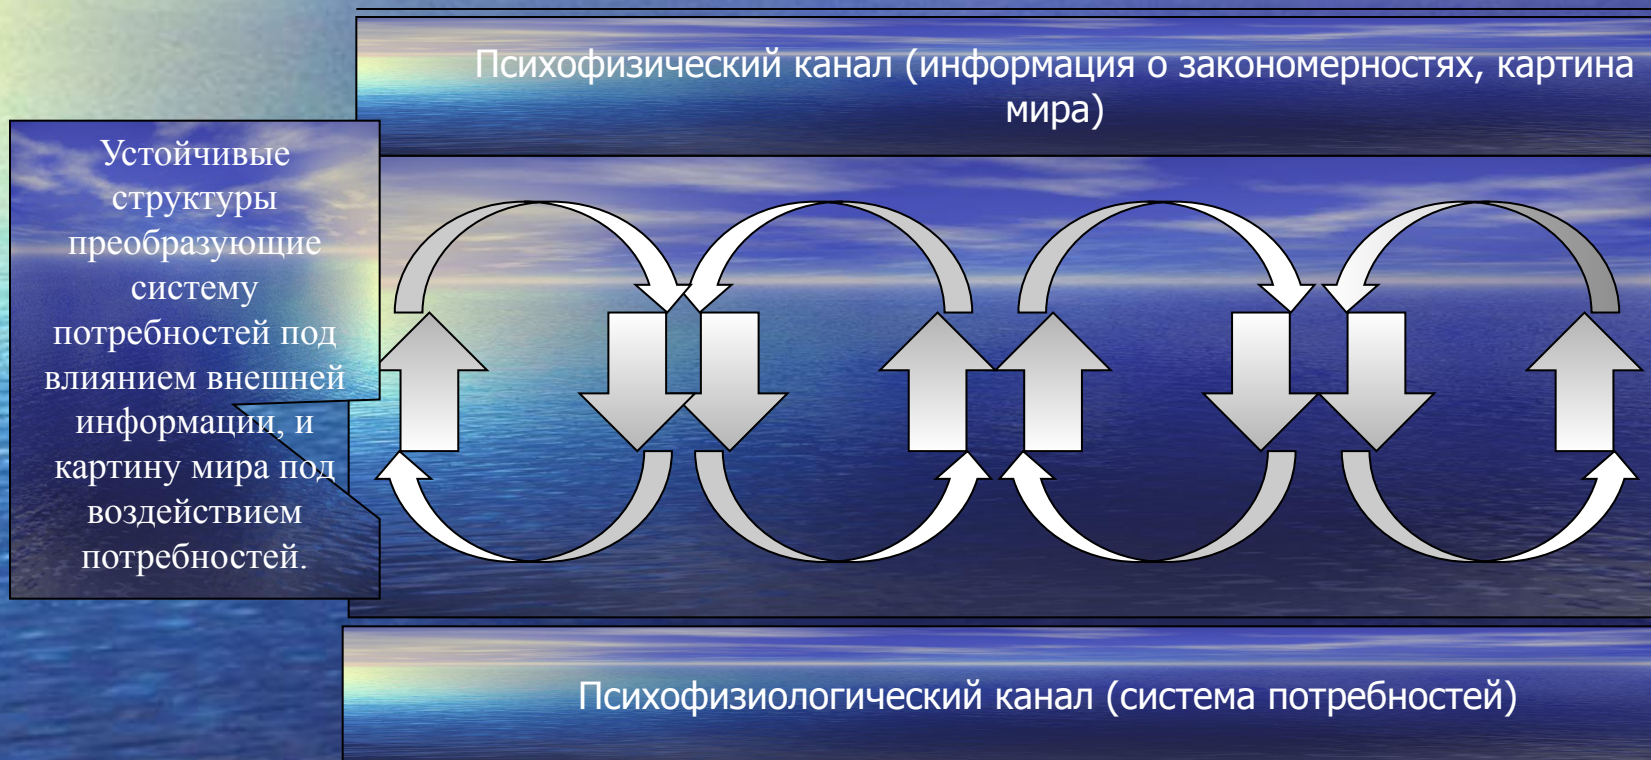 Психофизический канал (информация о закономерностях, картина
мира)
Устойчивые
структуры
преобразующие
систему
потребностей под
влиянием внешней
информации, и
картину мира под
воздействием
потребностей.
Психофизиологический канал (система потребностей)